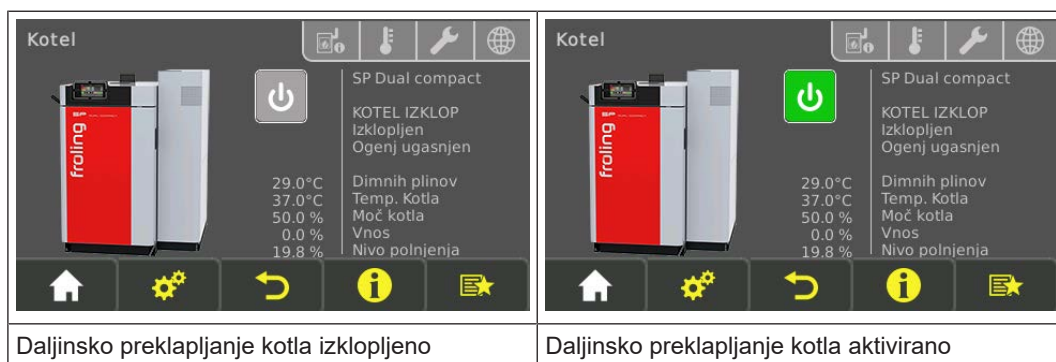 Kotel
SP Dual compact
KOTEL IZKLOP
Izklopljen
Ogenj ugasnjen
29.0°C Dimnih plinov
37.0°C Temp. Kotla
50.0 % Moč kotla
0.0 % Vnos
19.8 % Nivo polnjenja
froling
SP
Daljinsko preklapljanje kotla izklopljeno
Kotel
SP Dual compact
KOTEL IZKLOP
Izklopljen
Ogenj ugasnjen
29.0°C Dimnih plinov
37.0°C Temp. Kotla
50.0 % Moč kotla
0.0 % Vnos
19.8 % Nivo polnjenja
froling
SP
Daljinsko preklapljanje kotla aktivirano